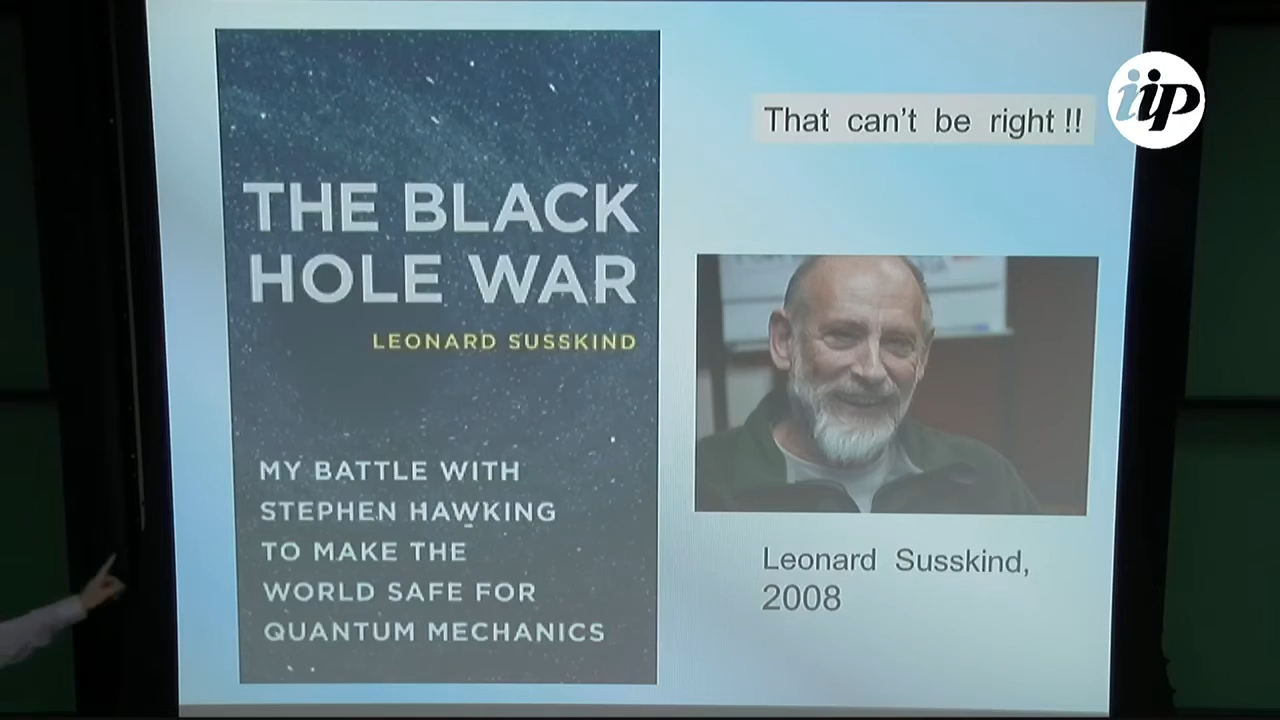 THE BLACK
HOLE WAR
LEONARD SUSSKIND
MY BATTLE WITH
STEPHEN HAWKING
TO MAKE THE
WORLD SAFE FOR
QUANTUM MECHANICS
That can't be right !!
Leonard Susskind,
2008
iip